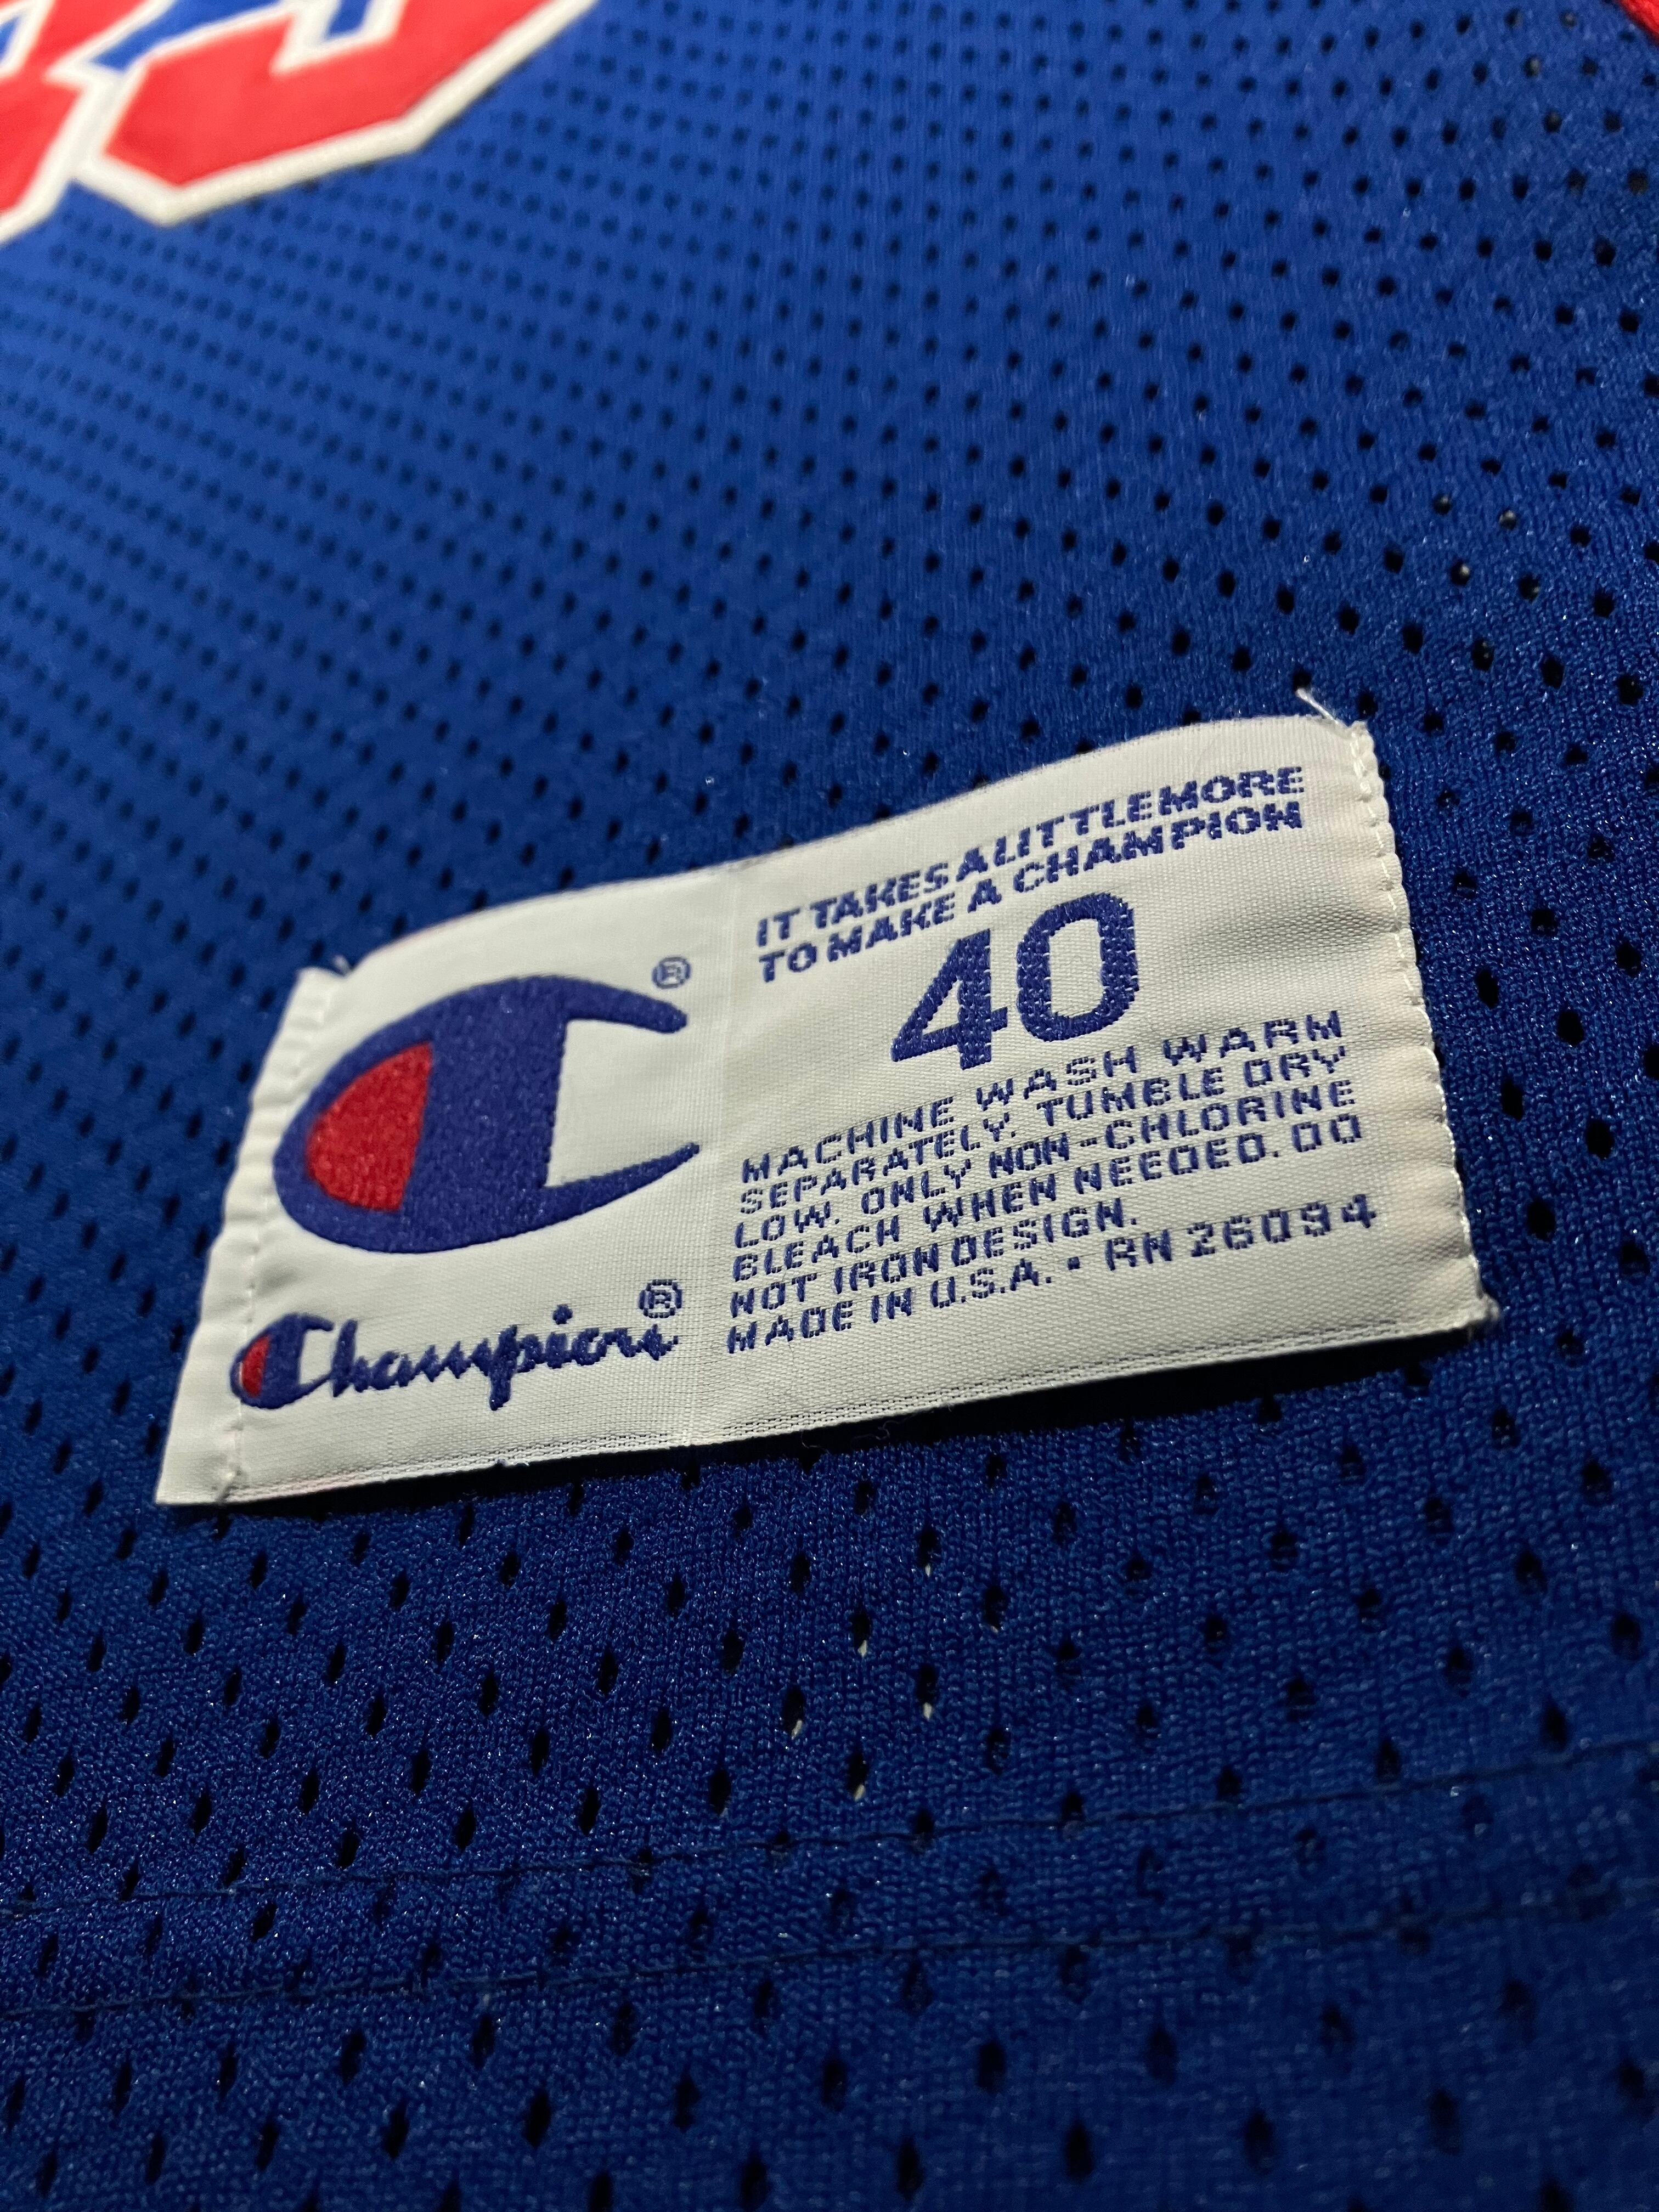 IT TAKES A LITTLE MORE
TO MAKE A CHAMPION
40
MACHINE WASH WARM
SEPARATELY. TUMBLE DRY
LOW. ONLY NON-CHLORINE
BLEACH WHEN NEEDED. DO
NOT IRON DESIGN.
MADE IN U.S.A. • RN 26094
®
Champion®